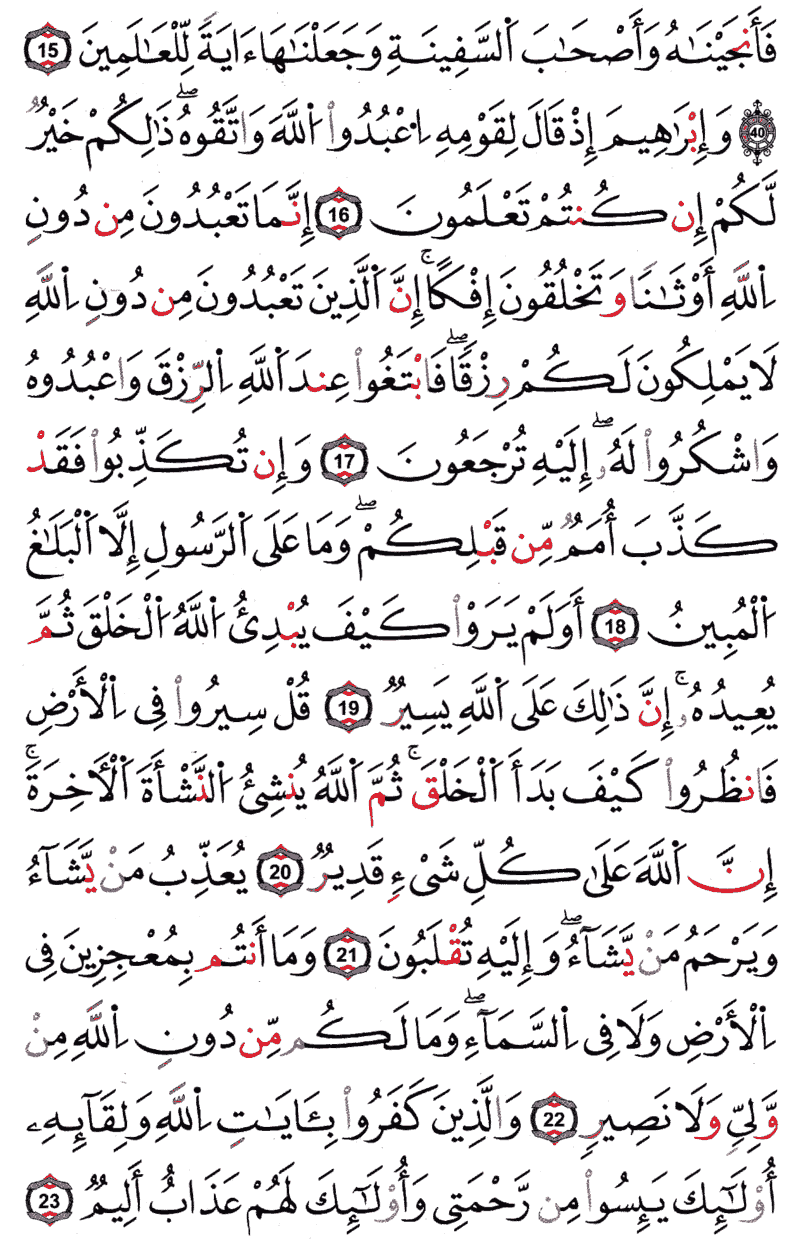 فَأَنجَيْنَٰهُ وَأَصْحَٰبَ ٱلسَّفِينَةِ وَجَعَلْنَٰهَآ ءَايَةً لِّلْعَٰلَمِينَ 15
40 وَإِبْرَٰهِيمَ إِذْ قَالَ لِقَوْمِهِ ٱعْبُدُوا۟ ٱللَّهَ وَٱتَّقُوهُۖ ذَٰلِكُمْ خَيْرٌ
لَّكُمْ إِن كُنتُمْ تَعْلَمُونَ 16 إِنَّمَا تَعْبُدُونَ مِن دُونِ
ٱللَّهِ أَوْثَٰنًا وَتَخْلُقُونَ إِفْكًاۚ إِنَّ ٱلَّذِينَ تَعْبُدُونَ مِن دُونِ ٱللَّهِ
لَا يَمْلِكُونَ لَكُمْ رِزْقًاۖ فَٱبْتَغُوا۟ عِندَ ٱللَّهِ ٱلرِّزْقَ وَٱعْبُدُوهُ
وَٱشْكُرُوا۟ لَهُۥۖ إِلَيْهِ تُرْجَعُونَ 17 وَإِن تُكَذِّبُوا۟ فَقَدْ
كَذَّبَ أُمَمٌ مِّن قَبْلِكُمْۖ وَمَا عَلَى ٱلرَّسُولِ إِلَّا ٱلْبَلَٰغُ
ٱلْمُبِينُ 18 أَوَلَمْ يَرَوْا۟ كَيْفَ يُبْدِئُ ٱللَّهُ ٱلْخَلْقَ ثُمَّ
يُعِيدُهُۥۚ إِنَّ ذَٰلِكَ عَلَى ٱللَّهِ يَسِيرٌ 19 قُلْ سِيرُوا۟ فِى ٱلْأَرْضِ
فَٱنظُرُوا۟ كَيْفَ بَدَأَ ٱلْخَلْقَۚ ثُمَّ ٱللَّهُ يُنشِئُ ٱلنَّشْأَةَ ٱلْأَخِرَةَۚ
إِنَّ ٱللَّهَ عَلَىٰ كُلِّ شَىْءٍ قَدِيرٌ 20 يُعَذِّبُ مَنْ يَّشَآءُ
وَيَرْحَمُ مَنْ يَّشَآءُۖ وَإِلَيْهِ تُقْلَبُونَ 21 وَمَآ أَنتُم بِمُعْجِزِينَ فِى
ٱلْأَرْضِ وَلَا فِى ٱلسَّمَآءِۖ وَمَا لَكُم مِّن دُونِ ٱللَّهِ مِنْ
وَّلِىٍّ وَلَا نَصِيرٍ 22 وَٱلَّذِينَ كَفَرُوا۟ بِـَٔايَٰتِ ٱللَّهِ وَلِقَآئِهِۦ
أُو۟لَٰٓئِكَ يَئِسُوا۟ مِن رَّحْمَتِى وَأُو۟لَٰٓئِكَ لَهُمْ عَذَابٌ أَلِيمٌ 23